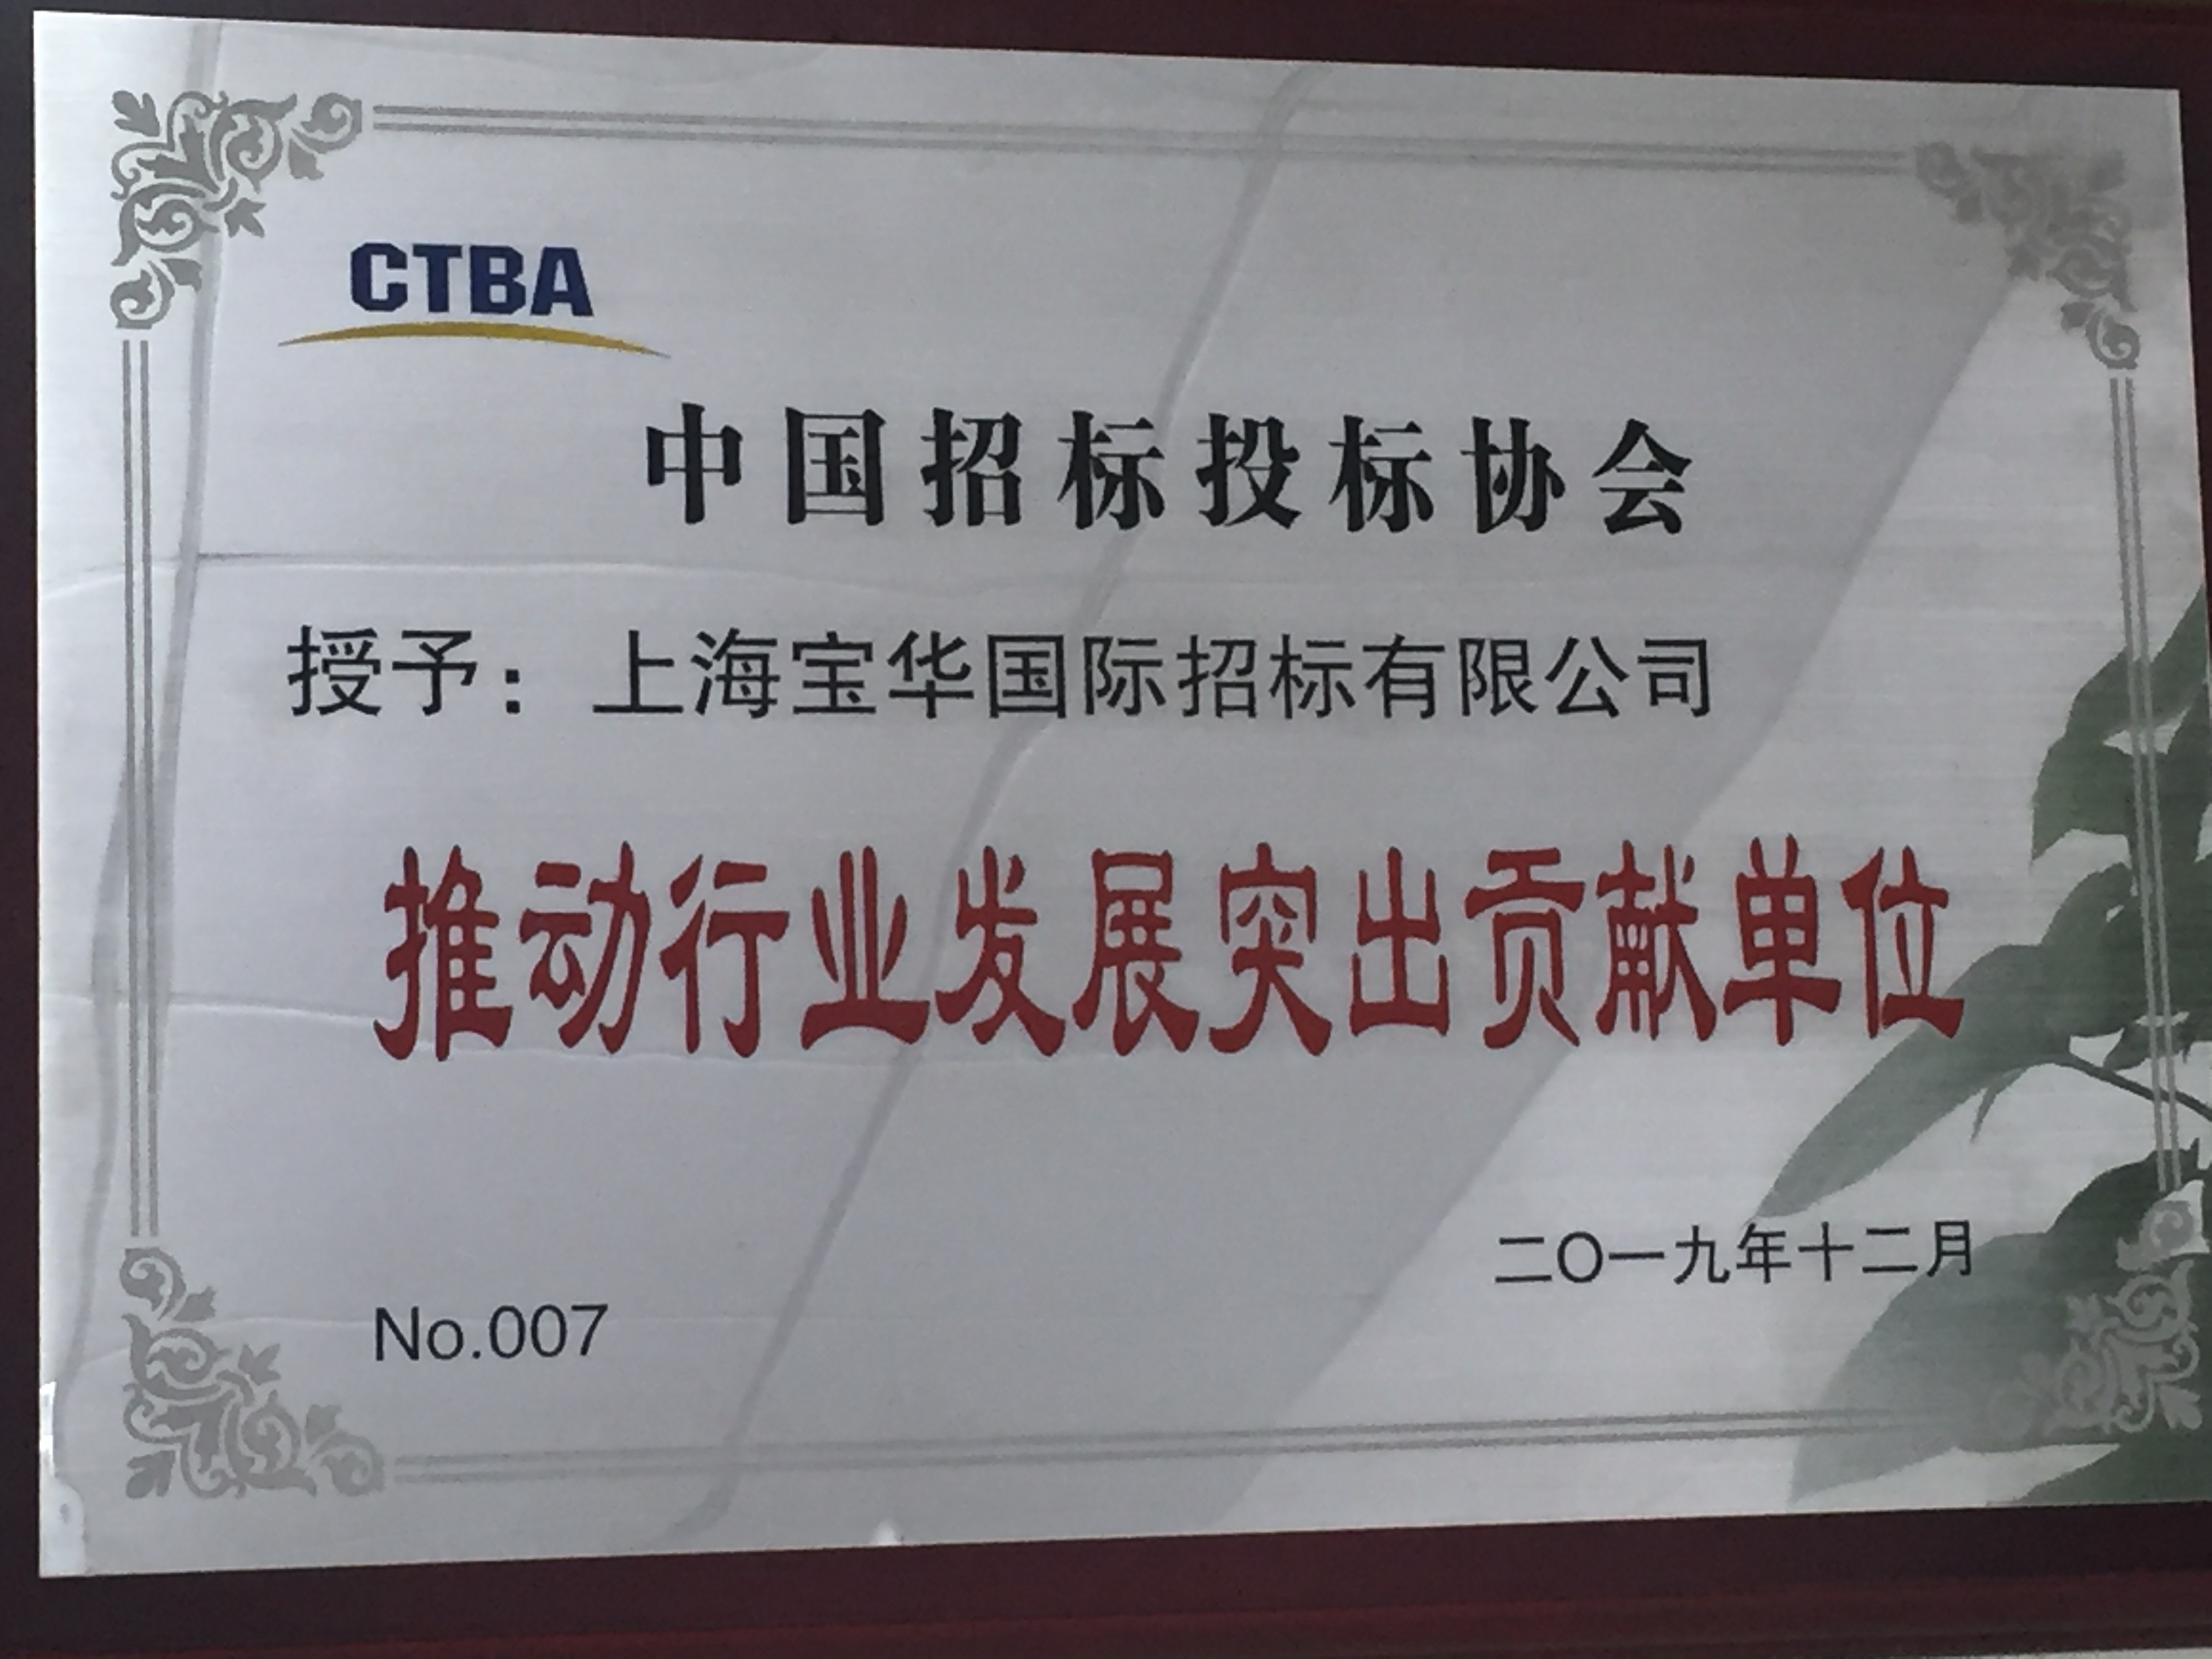 CTBA
中国招标投标协会
授予：上海宝华国际招标有限公司
推动行业发展突出贡献单位
二〇一九年十二月
No.007